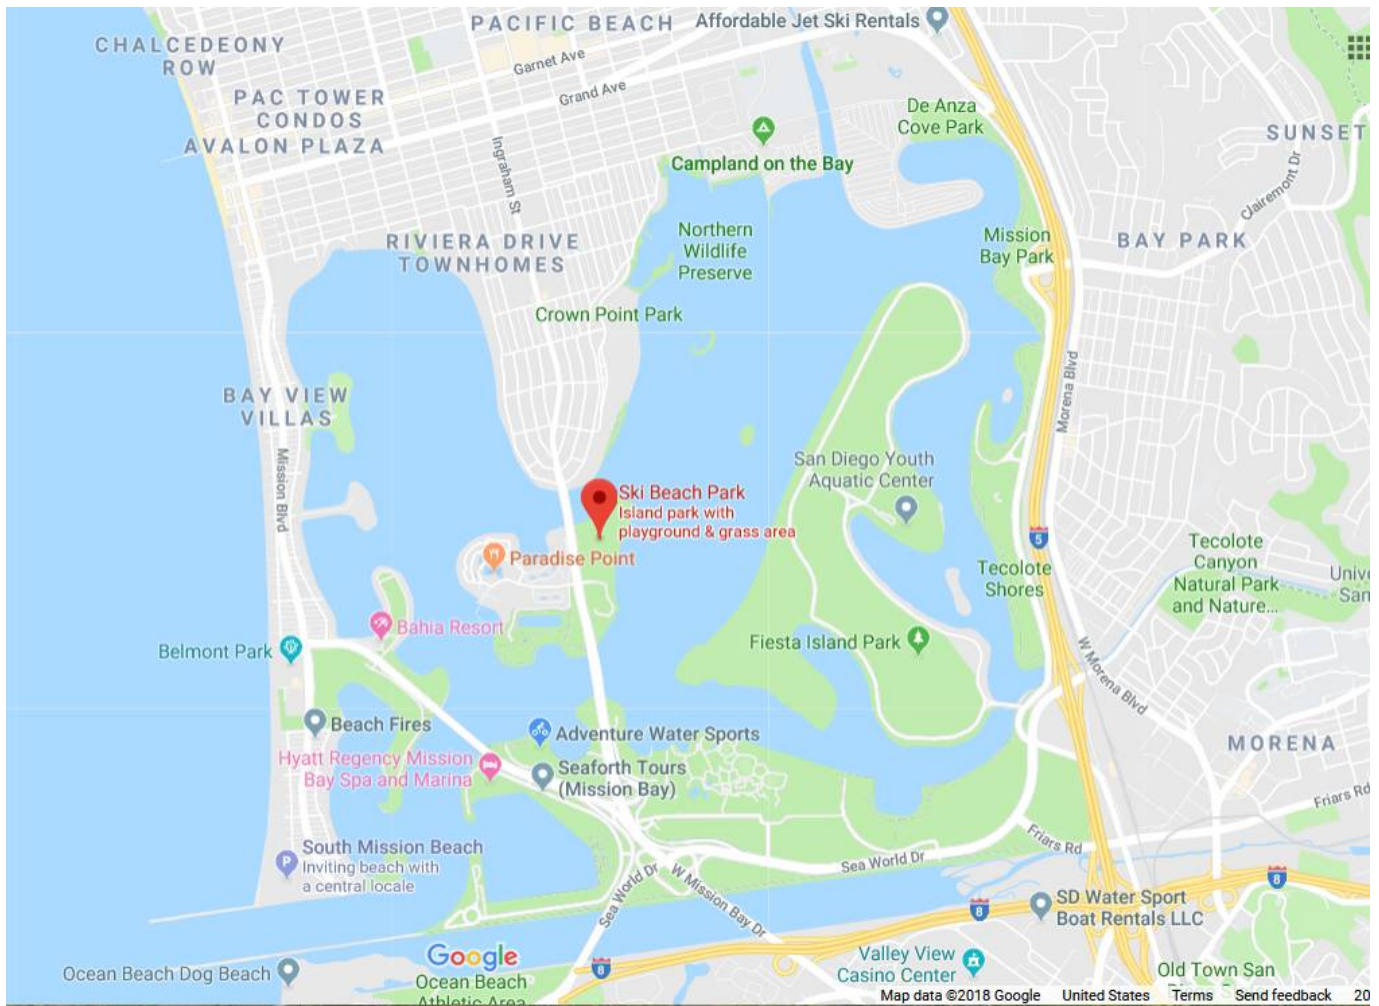 PACIFIC BEACH
Affordable Jet Ski Rentals
CHALCEDEONY
ROW
Garnet Ave
Grand Ave
PAC TOWER
CONDOS
AVALON PLAZA
De Anza
Cove Park
SUNSET
Campland on the Bay
Ingraham St
Clairemont Dr
Northern
Wildlife
Preserve
RIVIERA DRIVE
TOWNHOMES
Mission
Bay Park
BAY PARK
Crown Point Park
BAY VIEW
VILLAS
Morena Blvd
Mission Blvd
San Diego Youth
Aquatic Center
Ski Beach Park
Island park with
playground & grass area
5
Paradise Point
Tecolote
Shores
Tecolote
Canyon
Natural Park
and Nature...
Unive
San
Bahia Resort
Belmont Park
Fiesta Island Park
W Morena Blvd
Beach Fires
Adventure Water Sports
Hyatt Regency Mission
Bay Spa and Marina
Seaforth Tours
(Mission Bay)
MORENA
Friars Rd
Friars Rd
South Mission Beach
Inviting beach with
a central locale
P
Sea World Dr
Sea World Dr
W Mission Bay Dr
8
8
8
SD Water Sport
Boat Rentals LLC
Google
Valley View
Casino Center
Ocean Beach Dog Beach
Ocean Beach
Athletic Area
Old Town San
Map data ©2018 Google
United States
Terms
Send feedback
20